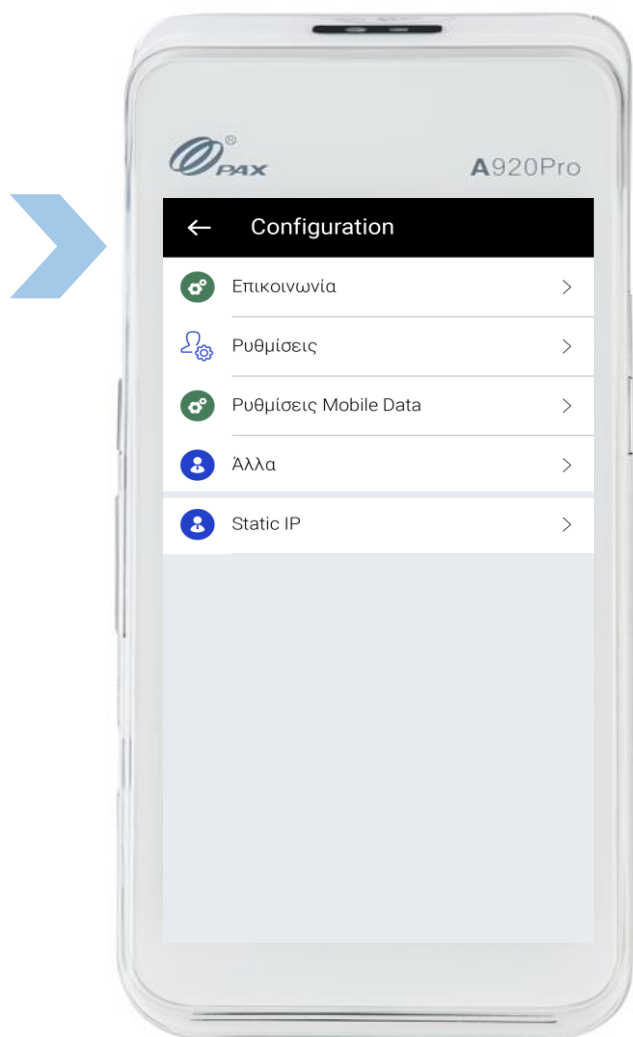 PAX®
A920Pro
Configuration
Επικοινωνία
Ρυθμίσεις
Ρυθμίσεις Mobile Data
Άλλα
Static IP